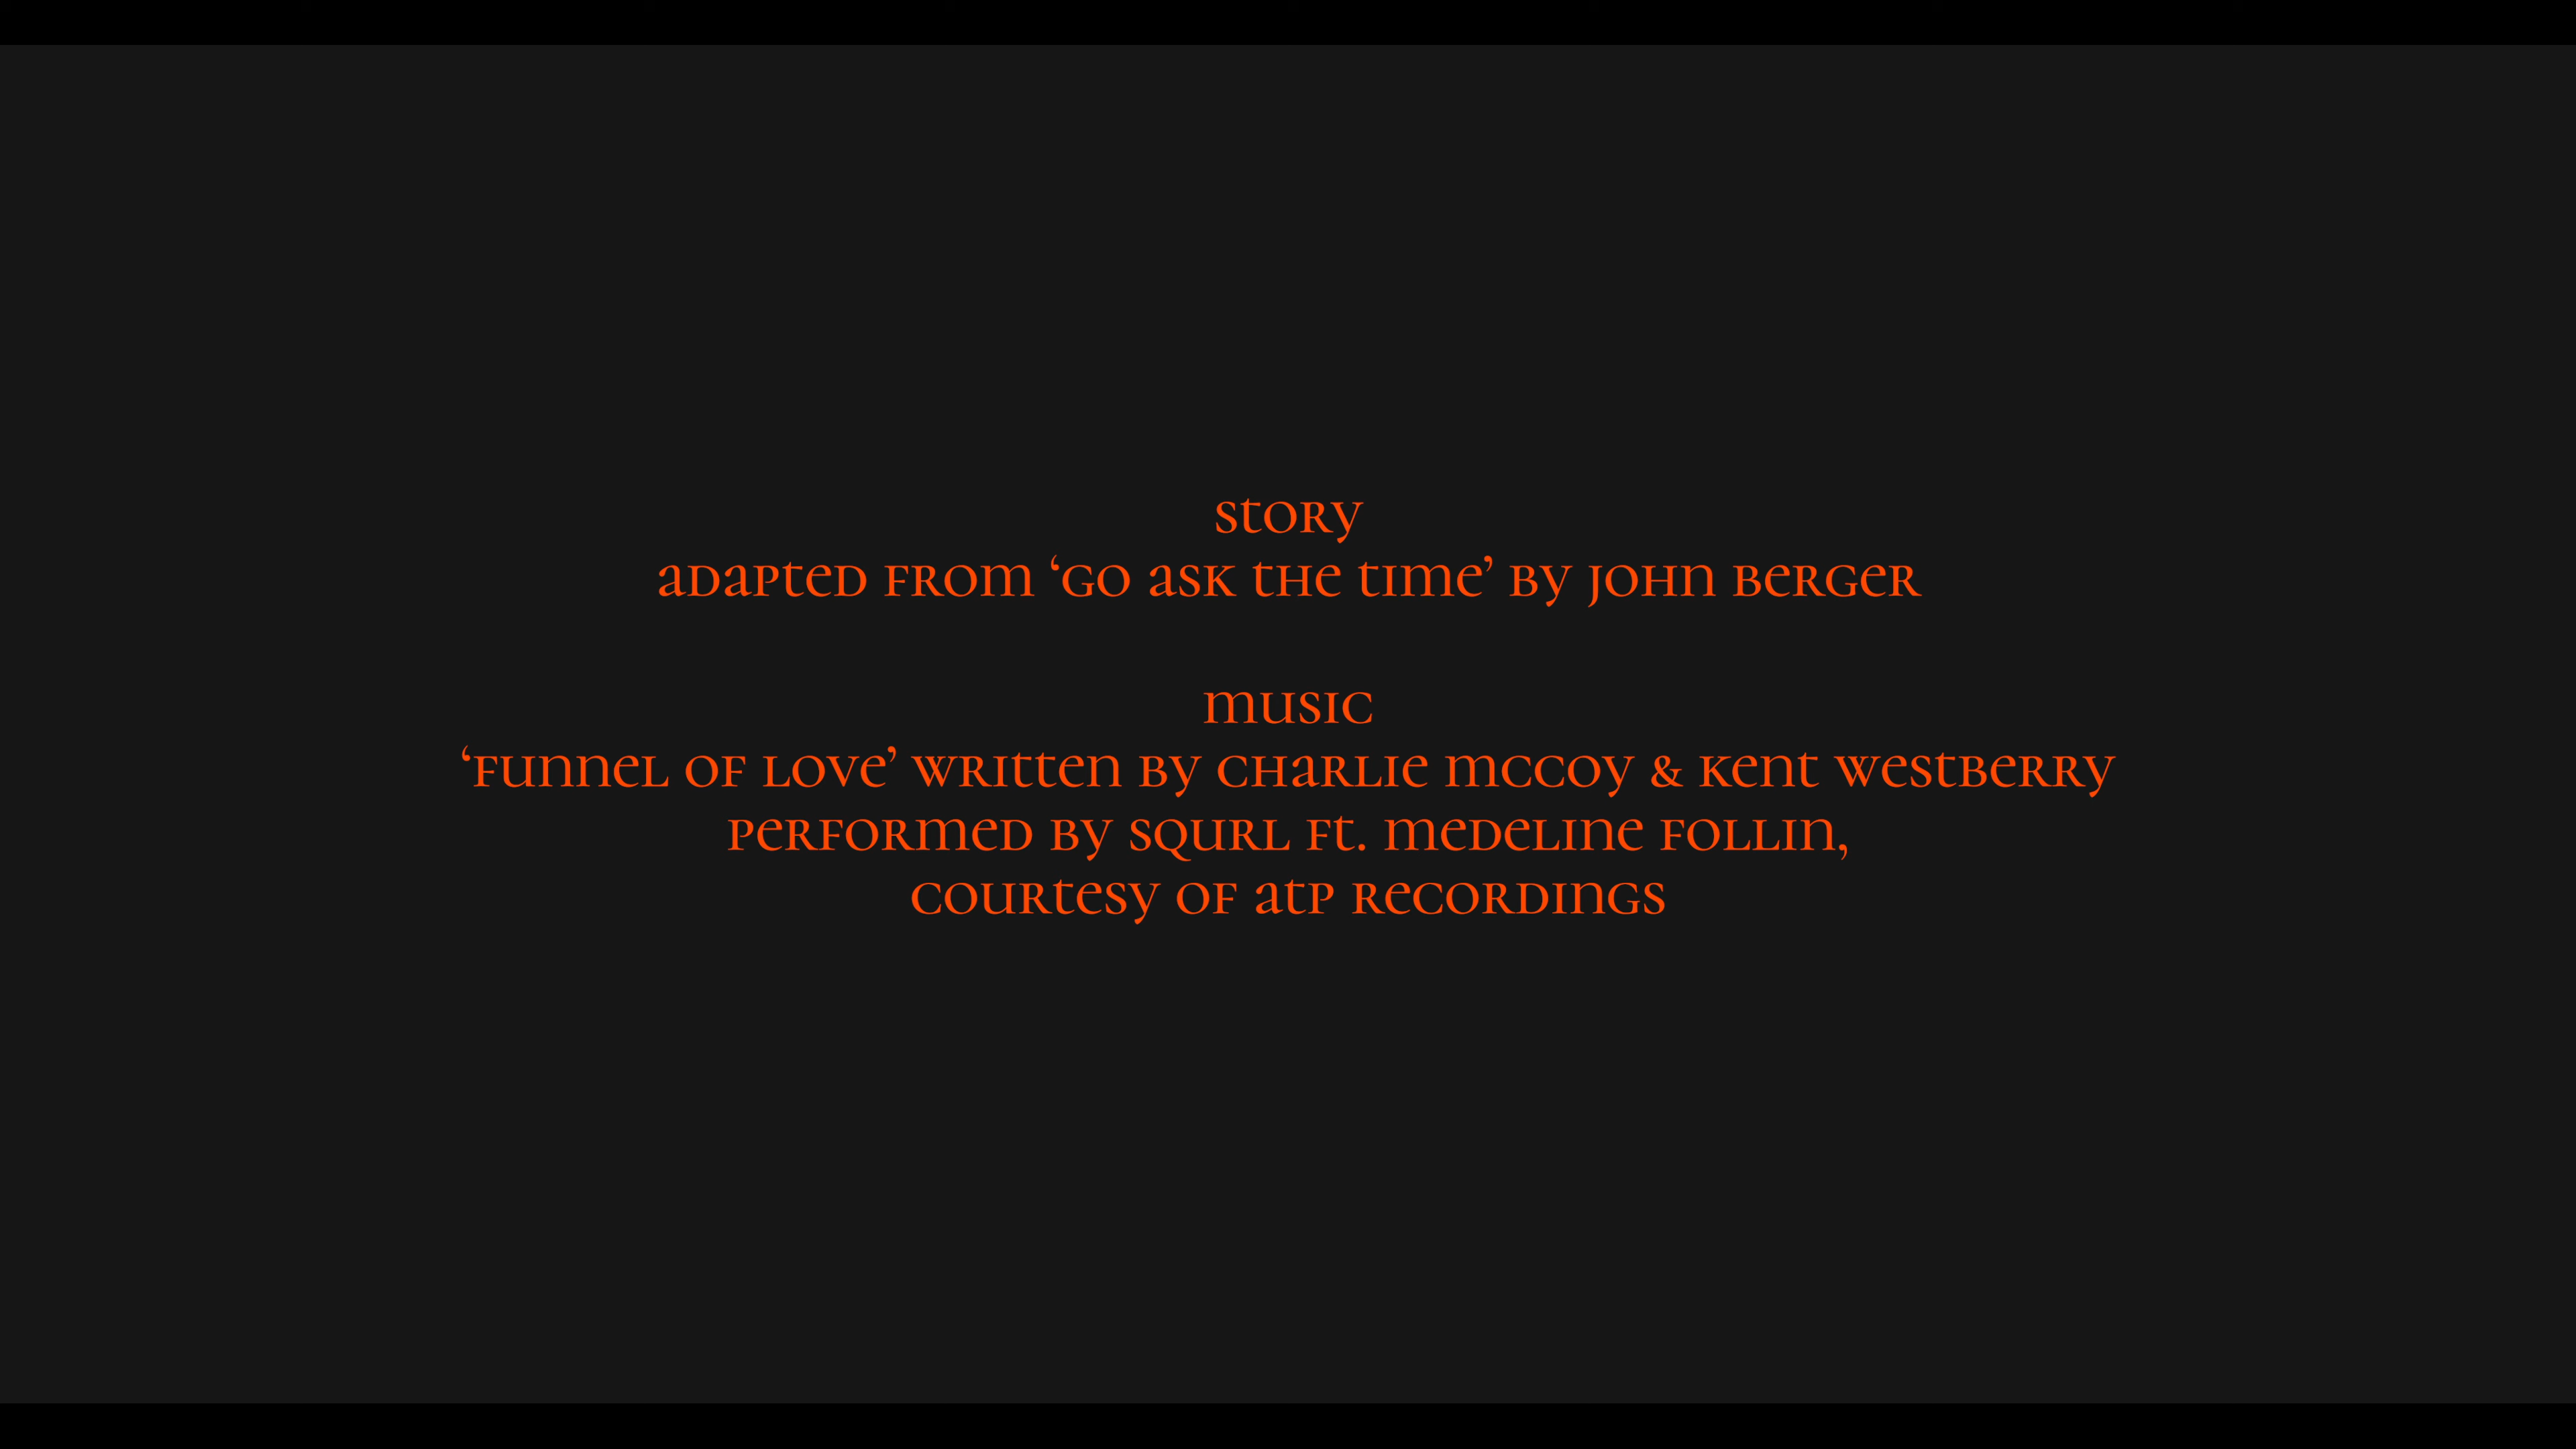 story
adapted from ‘go ask the time’ by john berger
music
‘funnel of love’ written by charlie mccoy & kent westberry
performed by squrl ft. medeline follin,
courtesy of atp recordings